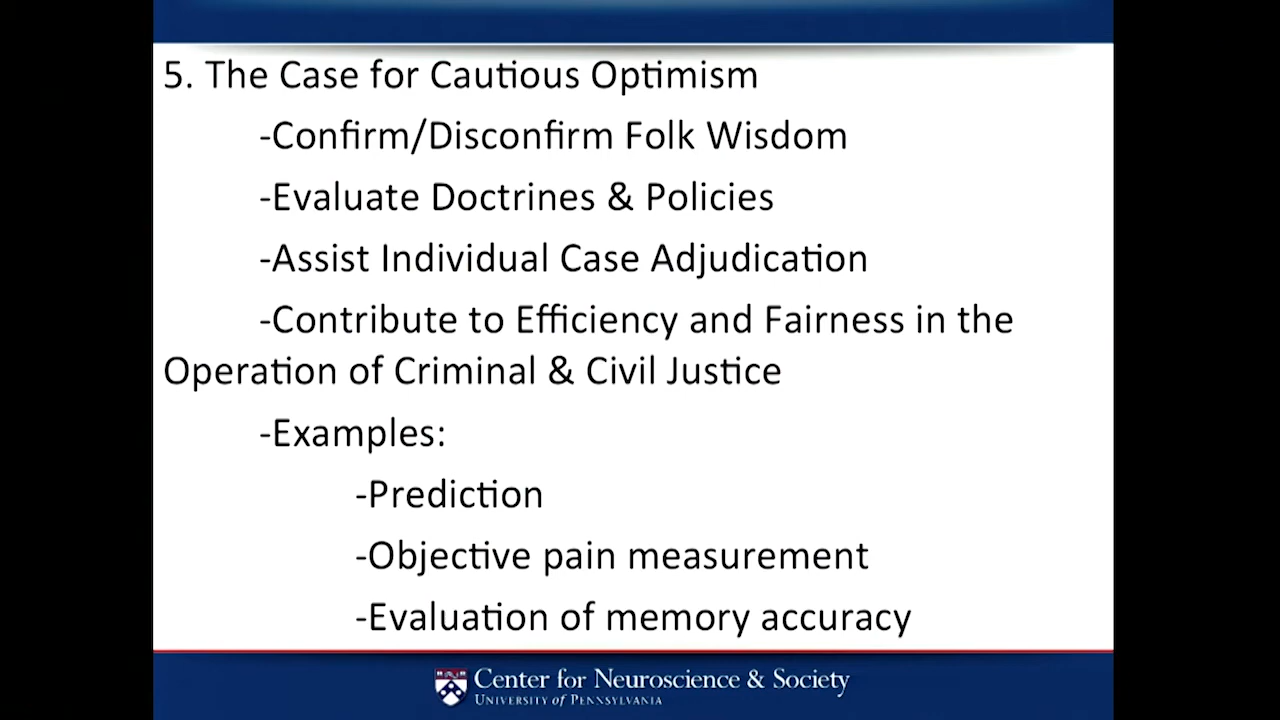 5. The Case for Cautious Optimism
-Confirm/Disconfirm Folk Wisdom
-Evaluate Doctrines & Policies
-Assist Individual Case Adjudication
-Contribute to Efficiency and Fairness in the
Operation of Criminal & Civil Justice
-Examples:
-Prediction
-Objective pain measurement
-Evaluation of memory accuracy
Center for Neuroscience & Society
University of Pennsylvania